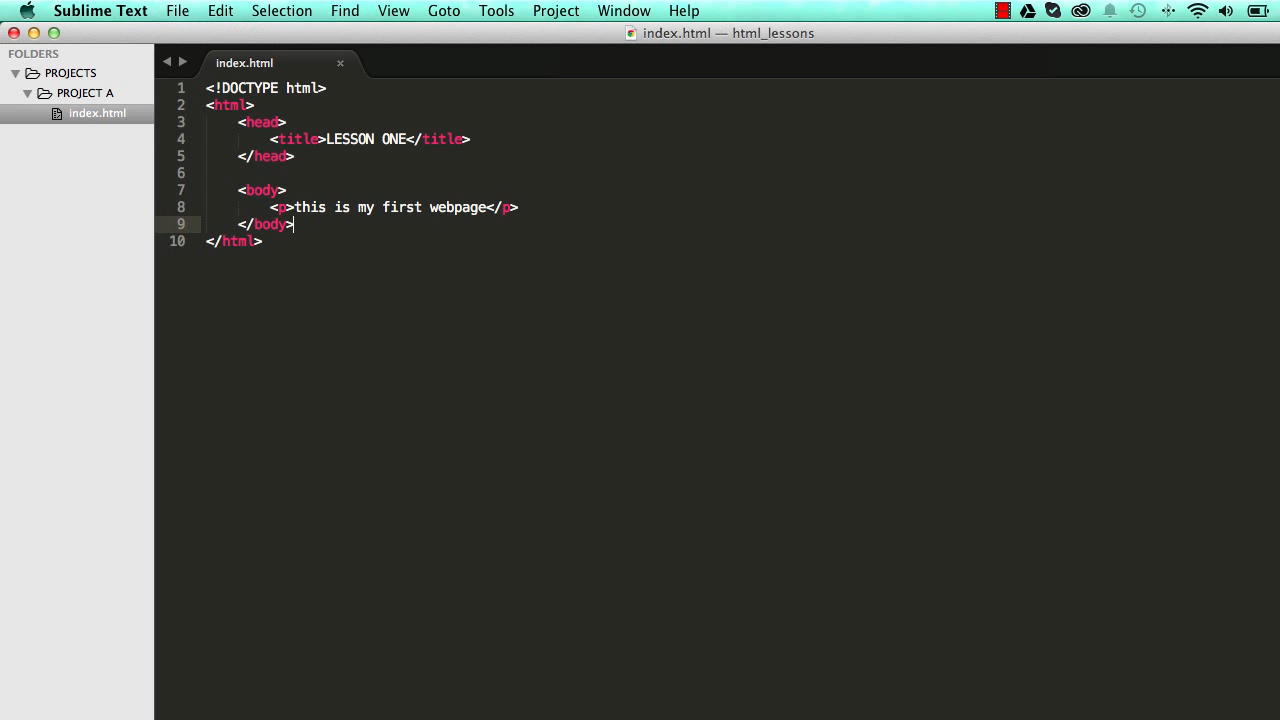 Sublime Text File Edit Selection Find View Goto Tools Project Window Help
index.html — html_lessons
FOLDERS
PROJECTS
PROJECT A
index.html
index.html ×
1 <!DOCTYPE html>
2 <html>
3 <head>
4 <title>LESSON ONE</title>
5 </head>
6
7 <body>
8 <p>this is my first webpage</p>
9 </body>
10 </html>